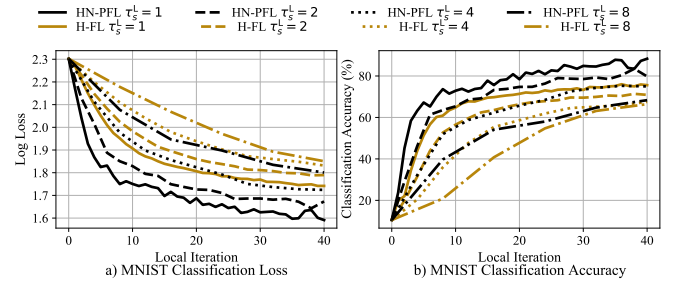 HN-PFL τ_s^L = 1 HN-PFL τ_s^L = 2 HN-PFL τ_s^L = 4 HN-PFL τ_s^L = 8
H-FL τ_s^L = 1 H-FL τ_s^L = 2 H-FL τ_s^L = 4 H-FL τ_s^L = 8
Log Loss
2.3
2.2
2.1
2.0
1.9
1.8
1.7
1.6
0 10 20 30 40
Local Iteration
a) MNIST Classification Loss
Classification Accuracy (%)
80
60
40
20
0 10 20 30 40
Local Iteration
b) MNIST Classification Accuracy